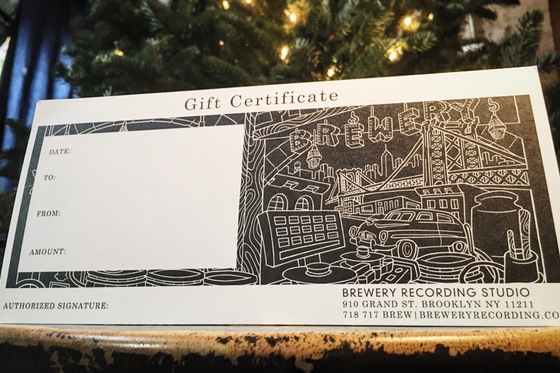 Gift Certificate
BREWERY
DATE:
TO:
FROM:
AMOUNT:
BREWERY RECORDING STUDIO
910 GRAND ST. BROOKLYN NY 11211
AUTHORIZED SIGNATURE:
718 717 BREW | BREWERYRECORDING.CO